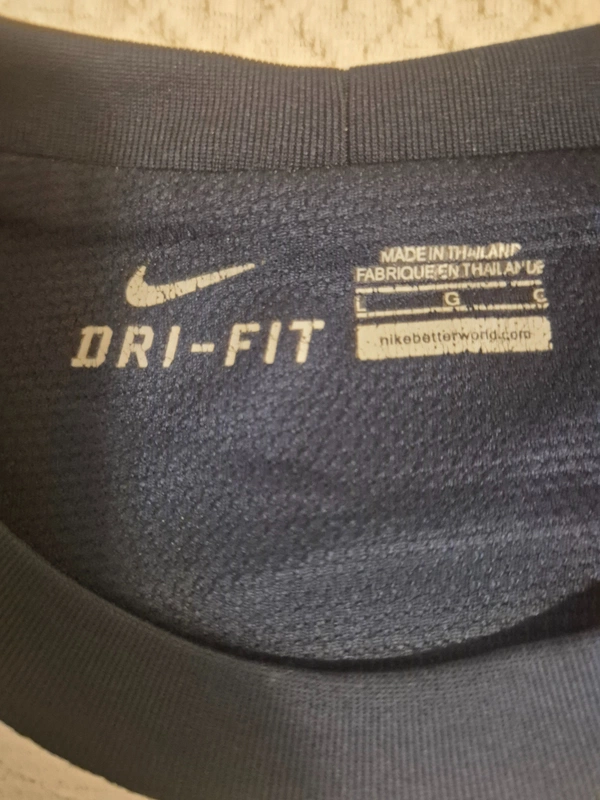 DRI-FIT
MADE IN THAILAND
FABRIQUE EN THAILANDE
L G G
nikebetterworld.com